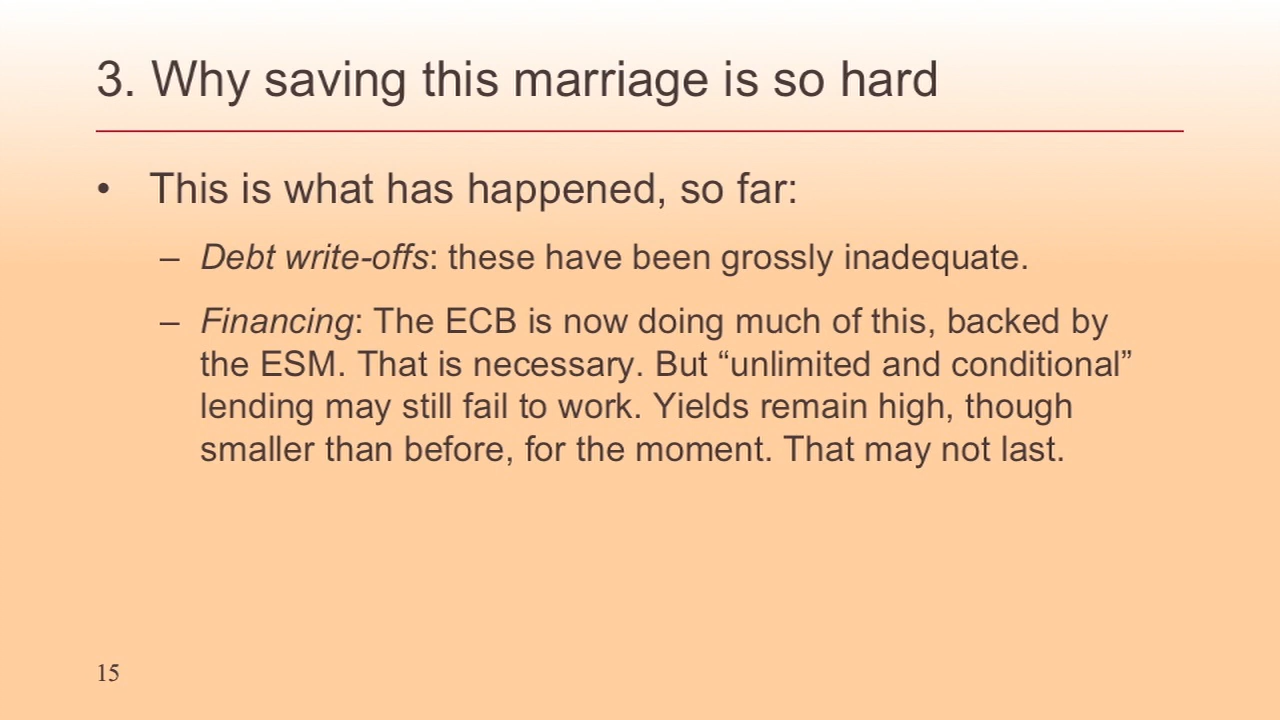 3. Why saving this marriage is so hard
• This is what has happened, so far:
– Debt write-offs: these have been grossly inadequate.
– Financing: The ECB is now doing much of this, backed by
the ESM. That is necessary. But “unlimited and conditional”
lending may still fail to work. Yields remain high, though
smaller than before, for the moment. That may not last.
15